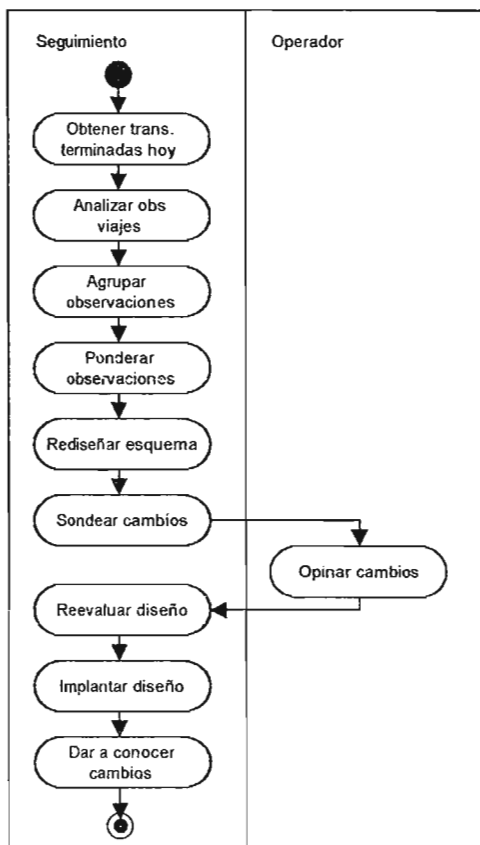 Seguimiento
Operador
Obtener trans.
terminadas hoy
Analizar obs
viajes
Agrupar
observaciones
Ponderar
observaciones
Rediseñar esquema
Sondear cambios
Opinar cambios
Reevaluar diseño
Implantar diseño
Dar a conocer
cambios